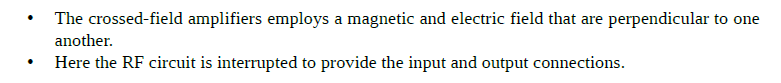 • The crossed-field amplifiers employs a magnetic and electric field that are perpendicular to one
another.
• Here the RF circuit is interrupted to provide the input and output connections.